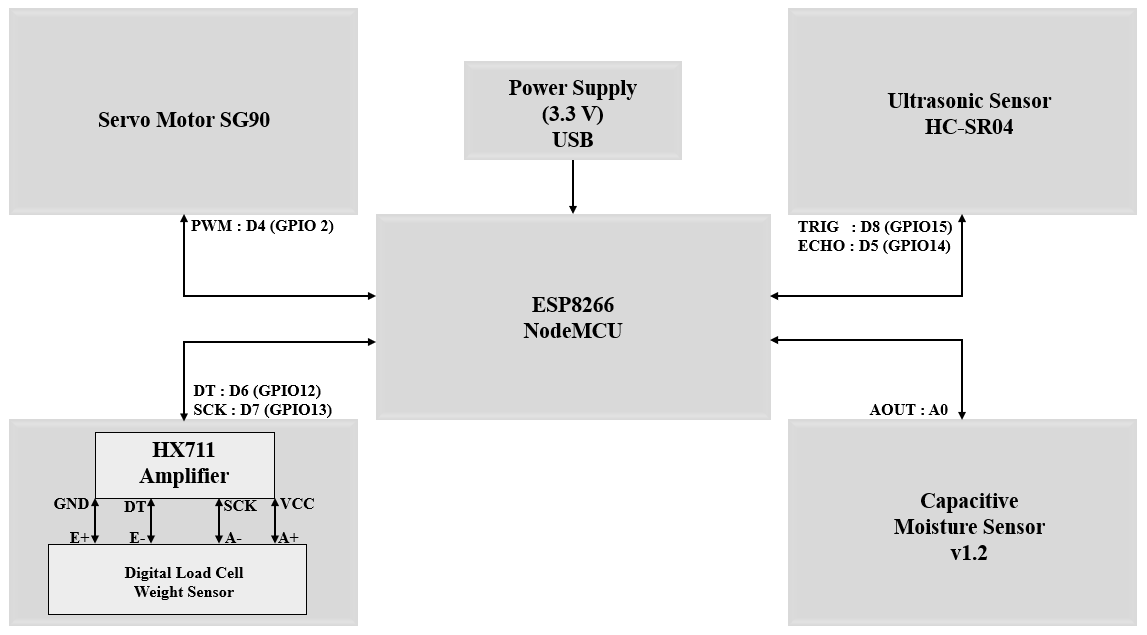 Servo Motor SG90
Power Supply
(3.3 V)
USB
Ultrasonic Sensor
HC-SR04
PWM : D4 (GPIO 2)
TRIG : D8 (GPIO15)
ECHO : D5 (GPIO14)
ESP8266
NodeMCU
DT : D6 (GPIO12)
SCK : D7 (GPIO13)
AOUT : A0
HX711
Amplifier
GND DT SCK VCC
E+ E- A- A+
Digital Load Cell
Weight Sensor
Capacitive
Moisture Sensor
v1.2